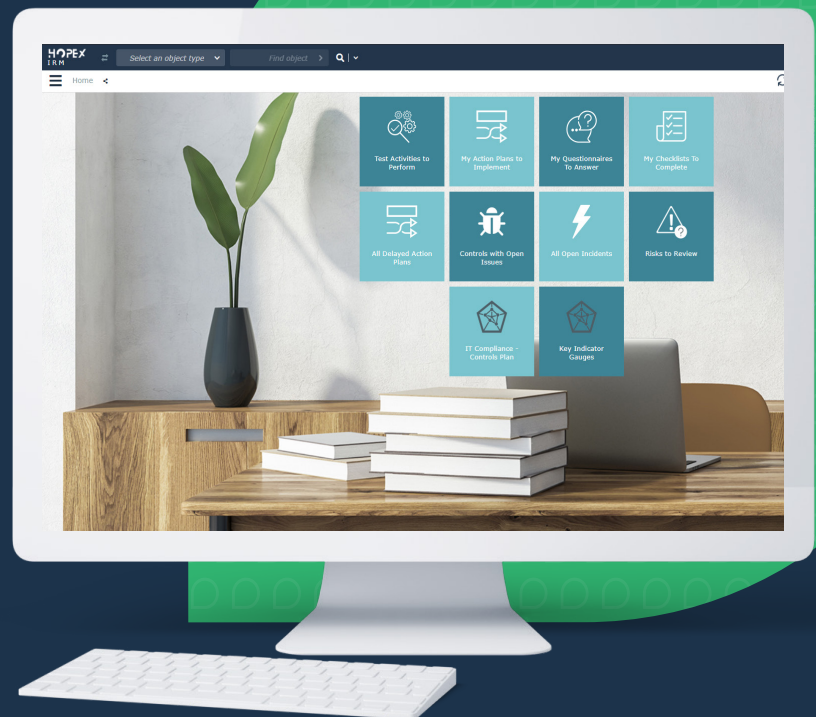 HOPEX
IRM
Select an object type
Find object
Home
Test Activities to
Perform
My Action Plans to
Implement
My Questionnaires
To Answer
My Checklists To
Complete
All Delayed Action
Plans
Controls with Open
Issues
All Open Incidents
Risks to Review
IT Compliance -
Controls Plan
Key Indicator
Gauges